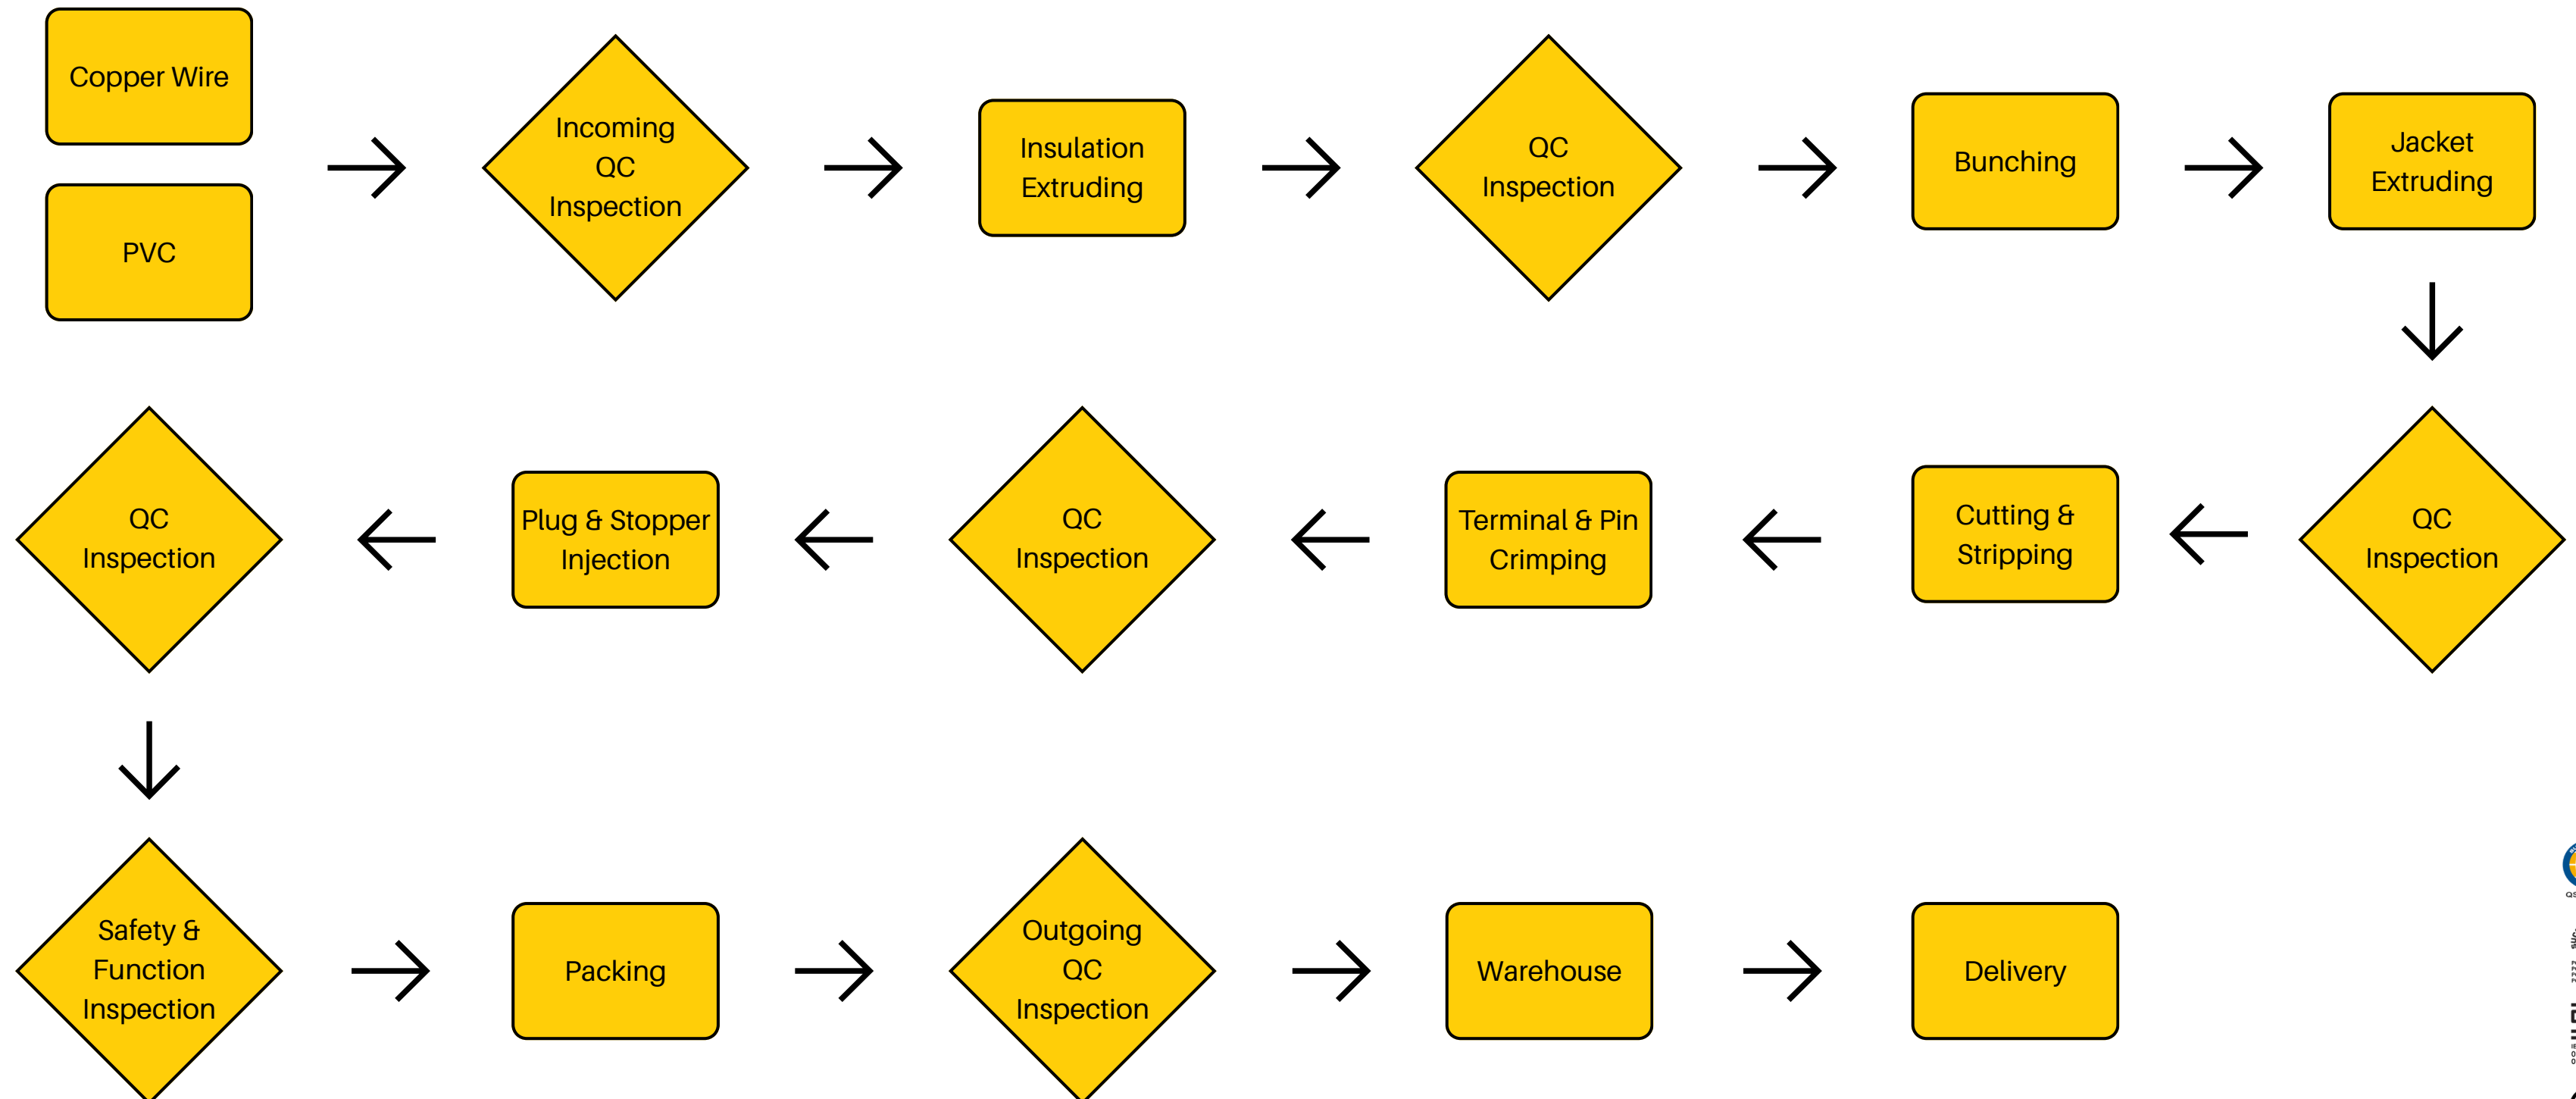 Copper Wire
PVC
Incoming
QC
Inspection
Insulation
Extruding
QC
Inspection
Bunching
Jacket
Extruding
QC
Inspection
Cutting &
Stripping
Terminal & Pin
Crimping
QC
Inspection
Plug & Stopper
Injection
QC
Inspection
Safety &
Function
Inspection
Packing
Outgoing
QC
Inspection
Warehouse
Delivery